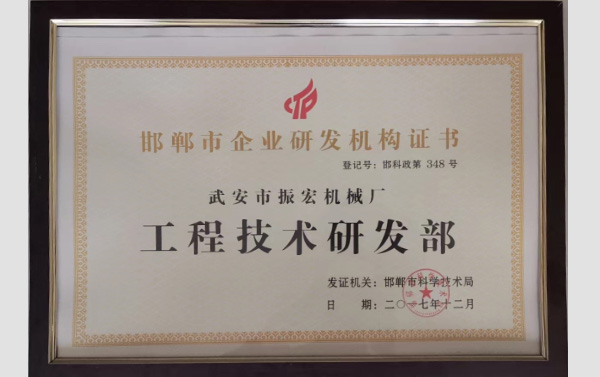 邯郸市企业研发机构证书
登记号：邯科政第 348 号
武安市振宏机械厂
工程技术研发部
发证机关：邯郸市科学技术局
日 期：二〇一七年十二月